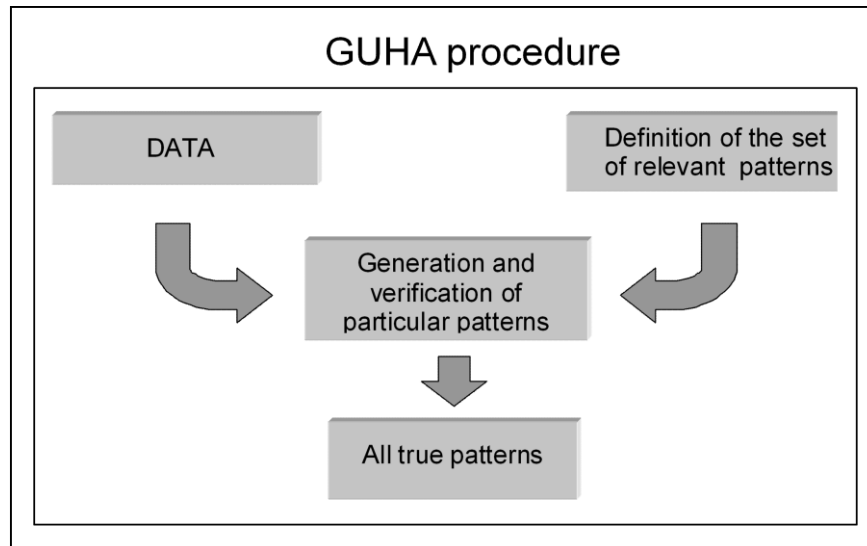 GUHA procedure
DATA
Definition of the set
of relevant patterns
Generation and
verification of
particular patterns
All true patterns